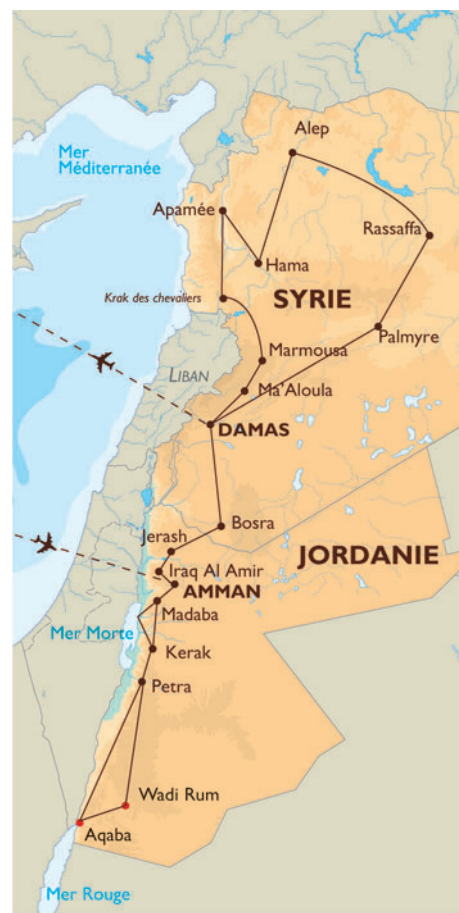 Alep
Mer
Méditerranée
Apamée
Rassaffa
Hama
Krak des chevaliers
SYRIE
Palmyre
Marmousa
LIBAN
Ma'Aloula
DAMAS
Bosra
Jerash
JORDANIE
Iraq Al Amir
AMMAN
Madaba
Mer Morte
Kerak
Petra
Wadi Rum
Aqaba
Mer Rouge